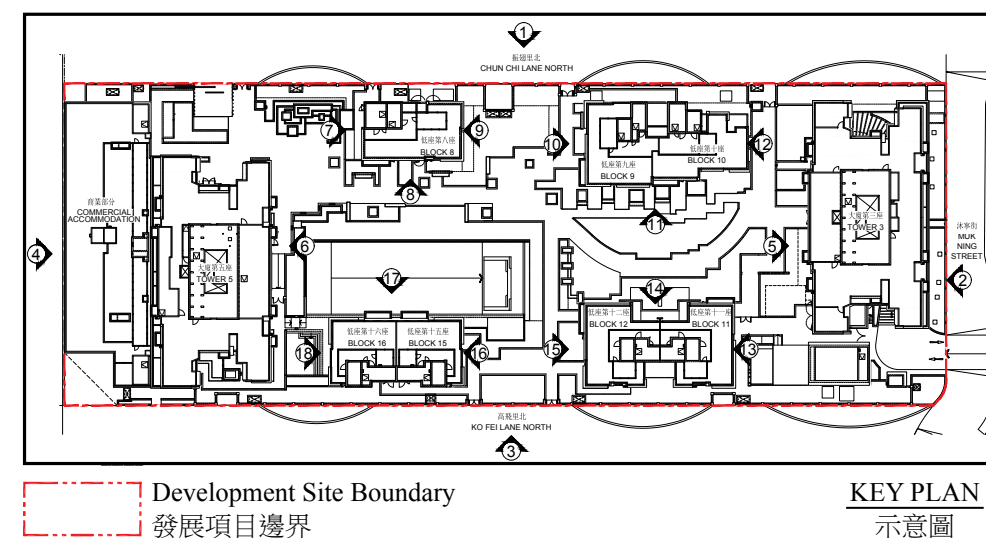 1
振翅里北
CHUN CHI LANE NORTH
7
低座第八座
BLOCK 8
9
10
低座第九座
BLOCK 9
低座第十座
BLOCK 10
12
8
商業部分
COMMERCIAL
ACCOMMODATION
4
大廈第五座
TOWER 5
6
17
11
5
大廈第三座
TOWER 3
沐寧街
MUK
NING
STREET
2
14
低座第十六座
BLOCK 16
低座第十五座
BLOCK 15
低座第十二座
BLOCK 12
低座第十一座
BLOCK 11
18
16
15
13
高飛里北
KO FEI LANE NORTH
3
Development Site Boundary
發展項目邊界
KEY PLAN
示意圖